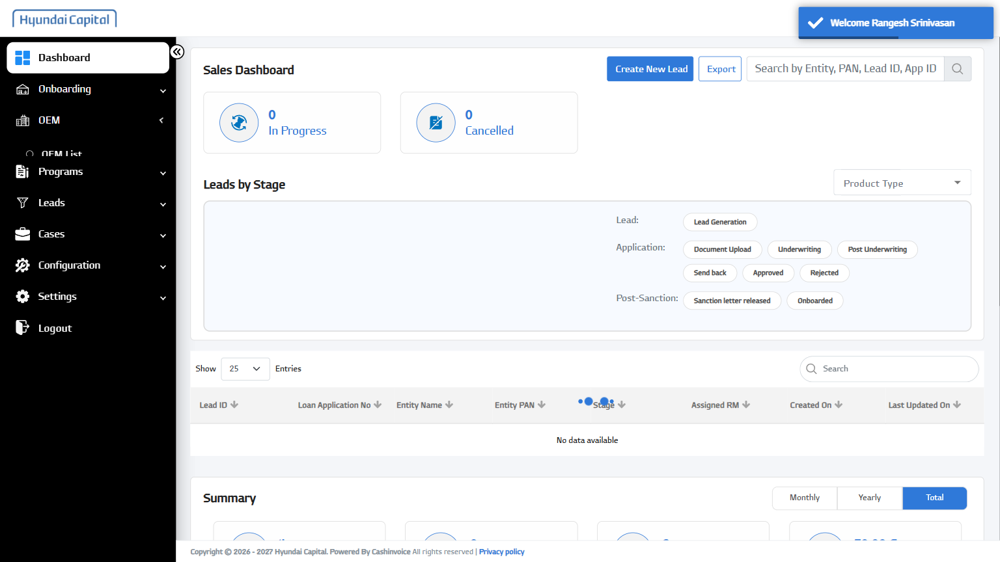 Hyundai Capital
Welcome Rangesh Srinivasan
Dashboard
Onboarding
OEM
OEM List
Programs
Leads
Cases
Configuration
Settings
Logout
Sales Dashboard
Create New Lead
Export
Search by Entity, PAN, Lead ID, App ID
0
In Progress
0
Cancelled
Leads by Stage
Product Type
Lead:
Lead Generation
Application:
Document Upload
Underwriting
Post Underwriting
Send back
Approved
Rejected
Post-Sanction:
Sanction letter released
Onboarded
Show
25
Entries
Search
Lead ID
Loan Application No
Entity Name
Entity PAN
Stage
Assigned RM
Created On
Last Updated On
No data available
Summary
Monthly
Yearly
Total
Copyright © 2026 - 2027 Hyundai Capital. Powered By Cashinvoice All rights reserved | Privacy policy